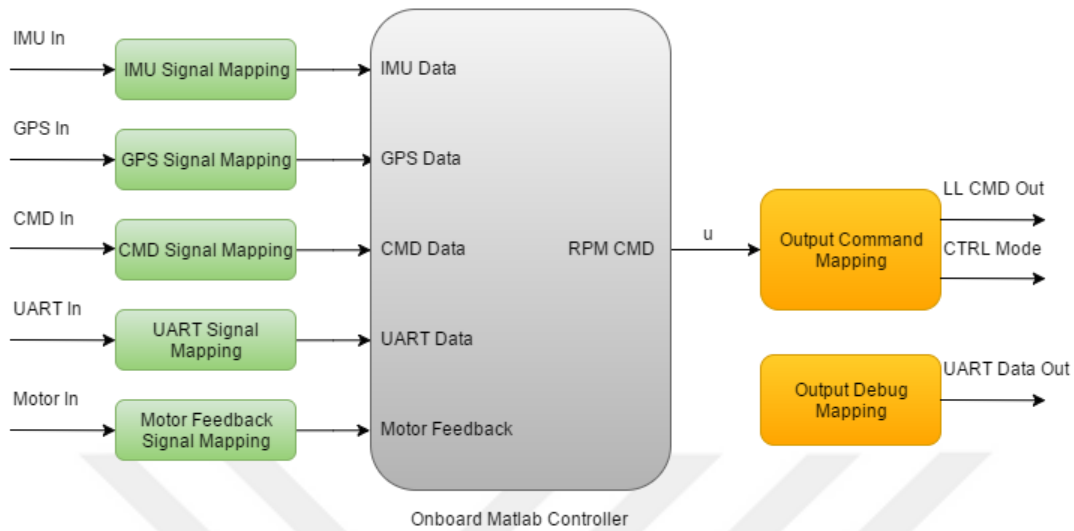 IMU In
IMU Signal Mapping
IMU Data
GPS In
GPS Signal Mapping
GPS Data
CMD In
CMD Signal Mapping
CMD Data
UART In
UART Signal
Mapping
UART Data
Motor In
Motor Feedback
Signal Mapping
Motor Feedback
RPM CMD
u
Output Command
Mapping
LL CMD Out
CTRL Mode
Output Debug
Mapping
UART Data Out
Onboard Matlab Controller